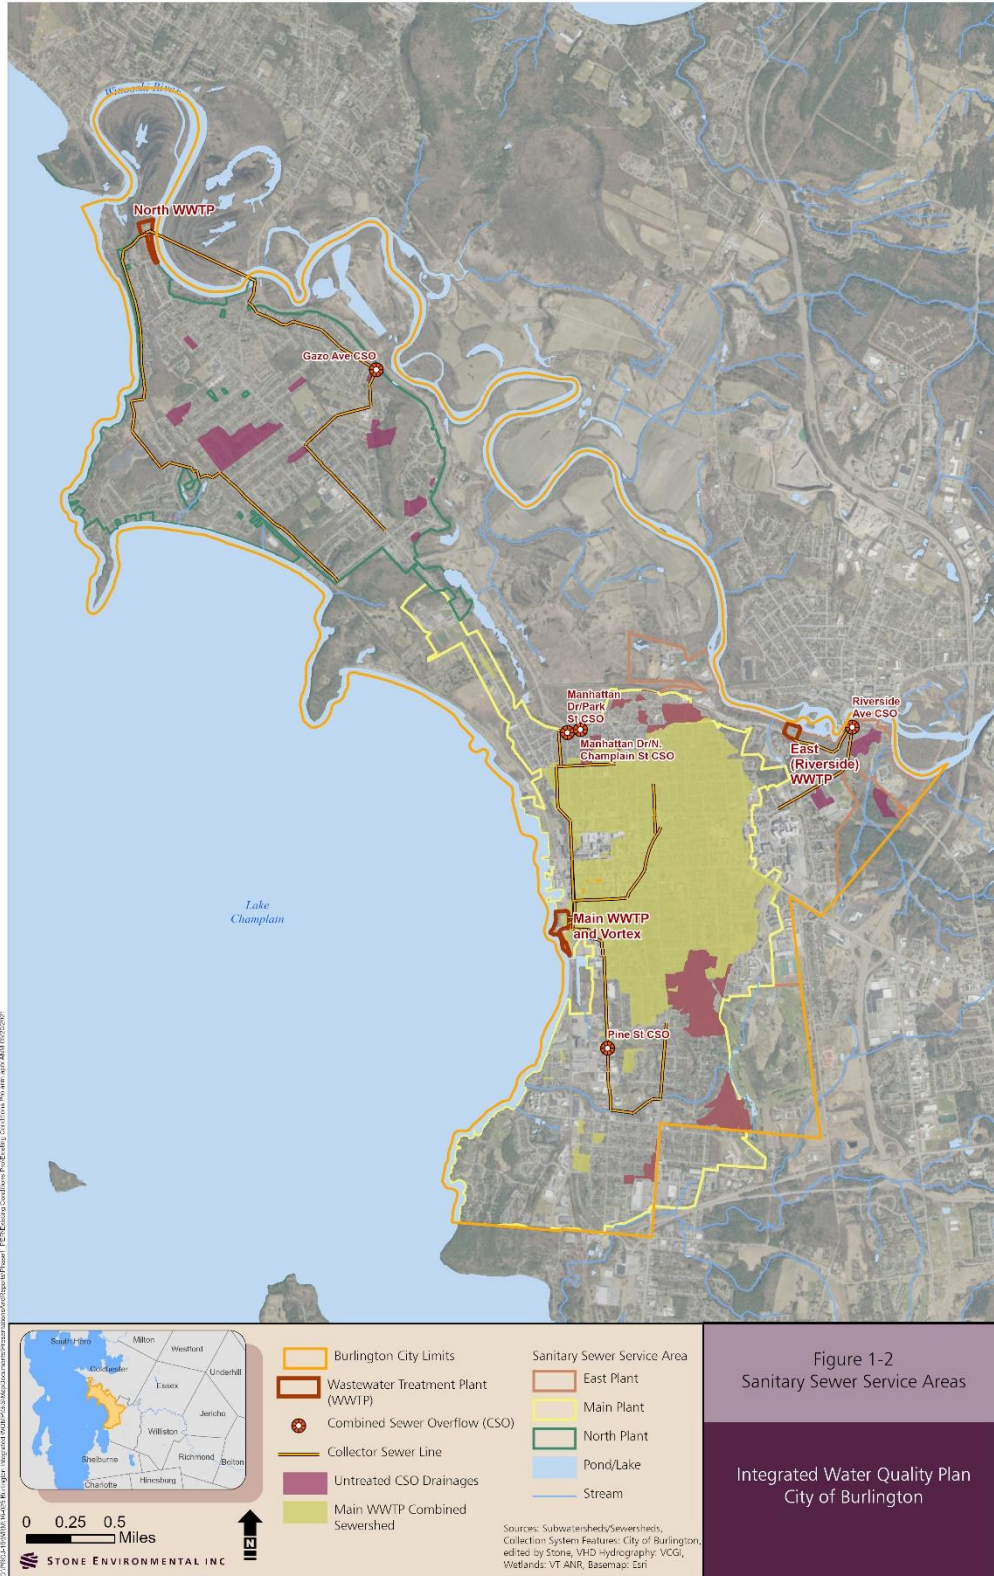 Winooski River
North WWTP
Gazo Ave CSO
Manhattan
Dr/Park
St CSO
Manhattan Dr/N.
Champlain St CSO
Riverside
Ave CSO
East
(Riverside)
WWTP
Lake
Champlain
Main WWTP
and Vortex
Pine St CSO
South Hero
Milton
Westford
Colchester
Underhill
Essex
Jericho
Williston
Shelburne
Richmond
Bolton
Charlotte
Hinesburg
0 0.25 0.5
Miles
N
STONE ENVIRONMENTAL INC
Burlington City Limits
Wastewater Treatment Plant
(WWTP)
Combined Sewer Overflow (CSO)
Collector Sewer Line
Untreated CSO Drainages
Main WWTP Combined
Sewershed
Sanitary Sewer Service Area
East Plant
Main Plant
North Plant
Pond/Lake
Stream
Sources: Subwatersheds/Sewersheds,
Collection System Features: City of Burlington,
edited by Stone, VHD Hydrography: VCGI,
Wetlands: VT ANR, Basemap: Esri
Figure 1-2
Sanitary Sewer Service Areas
Integrated Water Quality Plan
City of Burlington